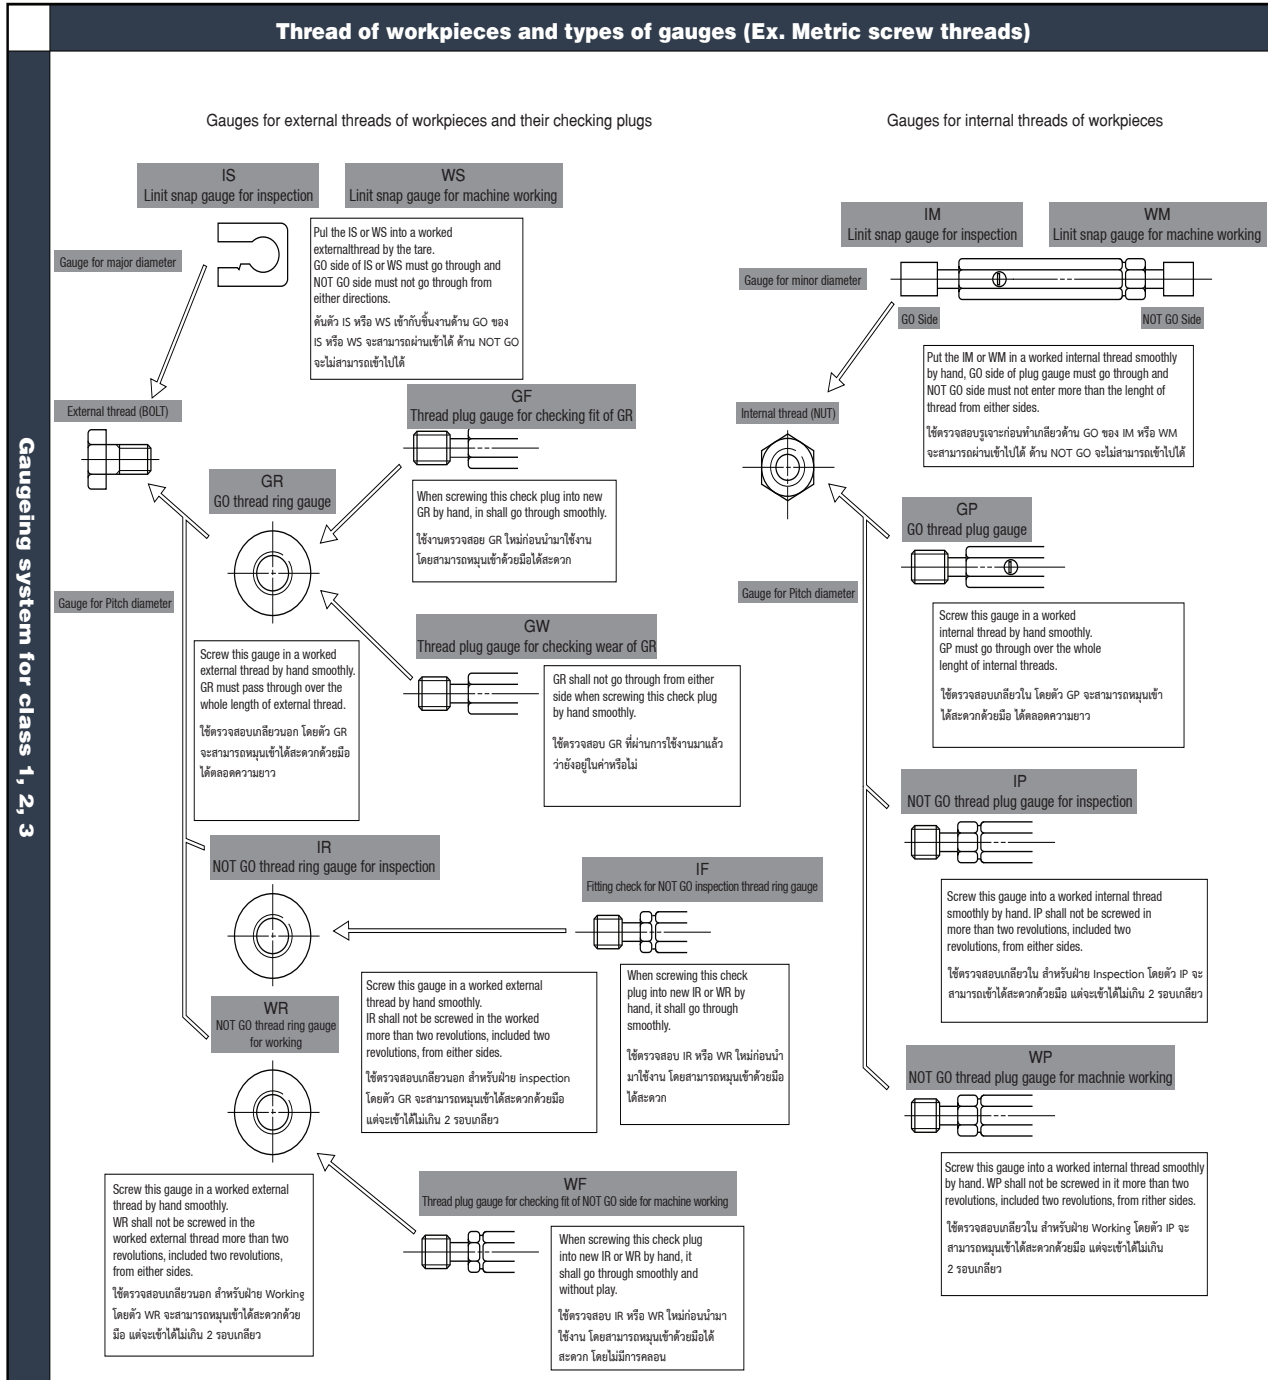 Thread of workpieces and types of gauges (Ex. Metric screw threads)
Gaugeing system for class 1, 2, 3
Gauges for external threads of workpieces and their checking plugs
IS
Linit snap gauge for inspection
WS
Linit snap gauge for machine working
Gauge for major diameter
Put the IS or WS into a worked
externalthread by the tare.
GO side of IS or WS must go through and
NOT GO side must not go through from
either directions.
ดันตัว IS หรือ WS เข้ากับชิ้นงานด้าน GO ของ
IS หรือ WS จะสามารถผ่านเข้าได้ ด้าน NOT GO
จะไม่สามารถเข้าไปได้
External thread (BOLT)
GF
Thread plug gauge for checking fit of GR
When screwing this check plug into new
GR by hand, in shall go through smoothly.
ใช้งานตรวจสอย GR ใหม่ก่อนนำมาใช้งาน
โดยสามารถหมุนเข้าด้วยมือได้สะดวก
GR
GO thread ring gauge
Gauge for Pitch diameter
GW
Thread plug gauge for checking wear of GR
Screw this gauge in a worked
external thread by hand smoothly.
GR must pass through over the
whole length of external thread.
ใช้ตรวจสอบเกลียวนอก โดยตัว GR
จะสามารถหมุนเข้าได้สะดวกด้วยมือ
ได้ตลอดความยาว
GR shall not go through from either
side when screwing this check plug
by hand smoothly.
ใช้ตรวจสอบ GR ที่ผ่านการใช้งานมาแล้ว
ว่ายังอยู่ในค่าหรือไม่
IR
NOT GO thread ring gauge for inspection
IF
Fitting check for NOT GO inspection thread ring gauge
Screw this gauge in a worked external
thread by hand smoothly.
IR shall not be screwed in the worked
more than two revolutions, included two
revolutions, from either sides.
ใช้ตรวจสอบเกลียวนอก สำหรับฝ่าย inspection
โดยตัว GR จะสามารถหมุนเข้าได้สะดวกด้วยมือ
แต่จะเข้าได้ไม่เกิน 2 รอบเกลียว
When screwing this check
plug into new IR or WR by
hand, it shall go through
smoothly.
ใช้ตรวจสอบ IR หรือ WR ใหม่ก่อนนำ
มาใช้งาน โดยสามารถหมุนเข้าด้วยมือ
ได้สะดวก
WR
NOT GO thread ring gauge
for working
Screw this gauge in a worked external
thread by hand smoothly.
WR shall not be screwed in the
worked external thread more than two
revolutions, included two revolutions,
from either sides.
ใช้ตรวจสอบเกลียวนอก สำหรับฝ่าย Working
โดยตัว WR จะสามารถหมุนเข้าได้สะดวกด้วย
มือ แต่จะเข้าได้ไม่เกิน 2 รอบเกลียว
WF
Thread plug gauge for checking fit of NOT GO side for machine working
When screwing this check plug
into new IR or WR by hand, it
shall go through smoothly and
without play.
ใช้ตรวจสอบ IR หรือ WR ใหม่ก่อนนำมา
ใช้งาน โดยสามารถหมุนเข้าด้วยมือได้
สะดวก โดยไม่มีการคลอน
Gauges for internal threads of workpieces
IM
Linit snap gauge for inspection
WM
Linit snap gauge for machine working
Gauge for minor diameter
GO Side
NOT GO Side
Put the IM or WM in a worked internal thread smoothly
by hand, GO side of plug gauge must go through and
NOT GO side must not enter more than the lenght of
thread from either sides.
ใช้ตรวจสอบรูเจาะก่อนทำเกลียวด้าน GO ของ IM หรือ WM
จะสามารถผ่านเข้าไปได้ ด้าน NOT GO จะไม่สามารถเข้าไปได้
Internal thread (NUT)
GP
GO thread plug gauge
Gauge for Pitch diameter
Screw this gauge in a worked
internal thread by hand smoothly.
GP must go through over the whole
lenght of internal threads.
ใช้ตรวจสอบเกลียวใน โดยตัว GP จะสามารถหมุนเข้า
ได้สะดวกด้วยมือ ได้ตลอดความยาว
IP
NOT GO thread plug gauge for inspection
Screw this gauge into a worked internal thread
smoothly by hand. IP shall not be screwed in
more than two revolutions, included two
revolutions, from either sides.
ใช้ตรวจสอบเกลียวใน สำหรับฝ่าย Inspection โดยตัว IP จะ
สามารถเข้าได้สะดวกด้วยมือ แต่จะเข้าได้ไม่เกิน 2 รอบเกลียว
WP
NOT GO thread plug gauge for machnie working
Screw this gauge into a worked internal thread smoothly
by hand. WP shall not be screwed in it more than two
revolutions, included two revolutions, from rither sides.
ใช้ตรวจสอบเกลียวใน สำหรับฝ่าย Working โดยตัว IP จะ
สามารถหมุนเข้าได้สะดวกด้วยมือ แต่จะเข้าได้ไม่เกิน
2 รอบเกลียว